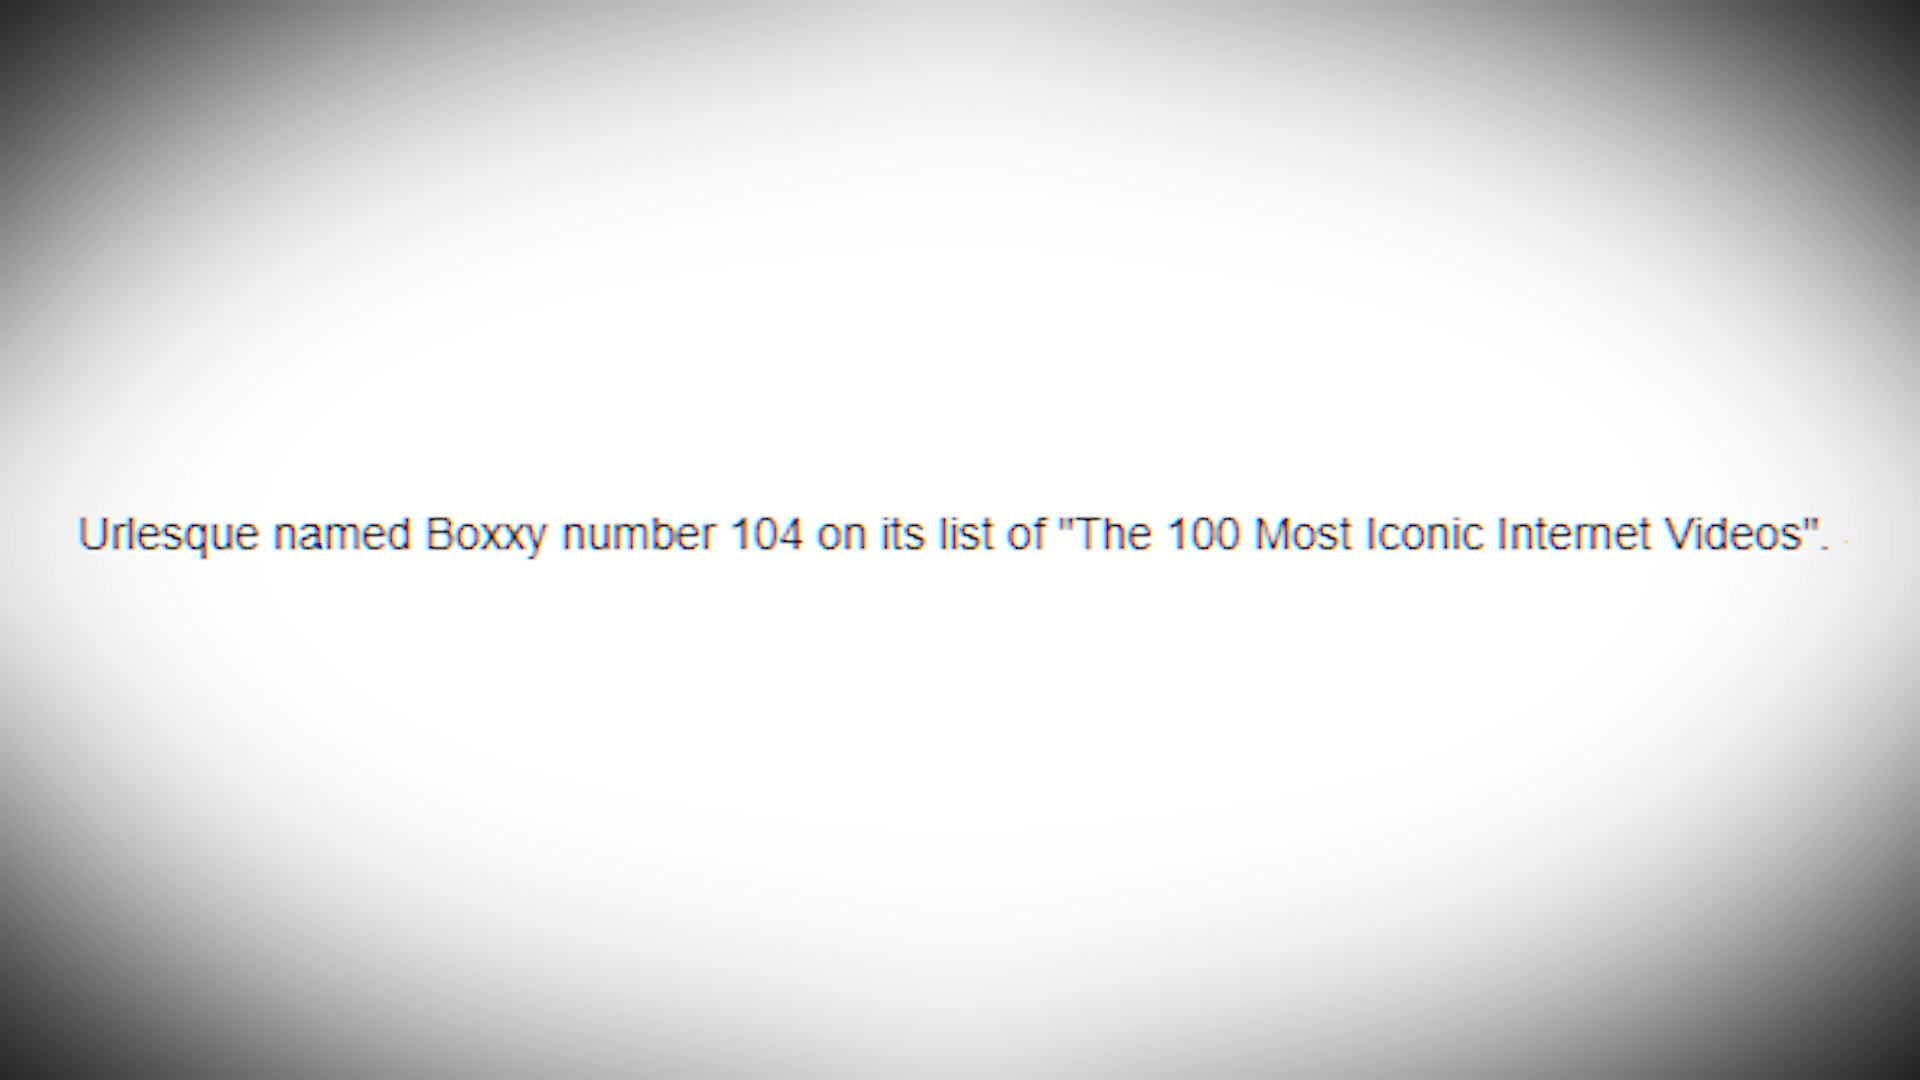 Urlesque named Boxxy number 104 on its list of "The 100 Most Iconic Internet Videos".